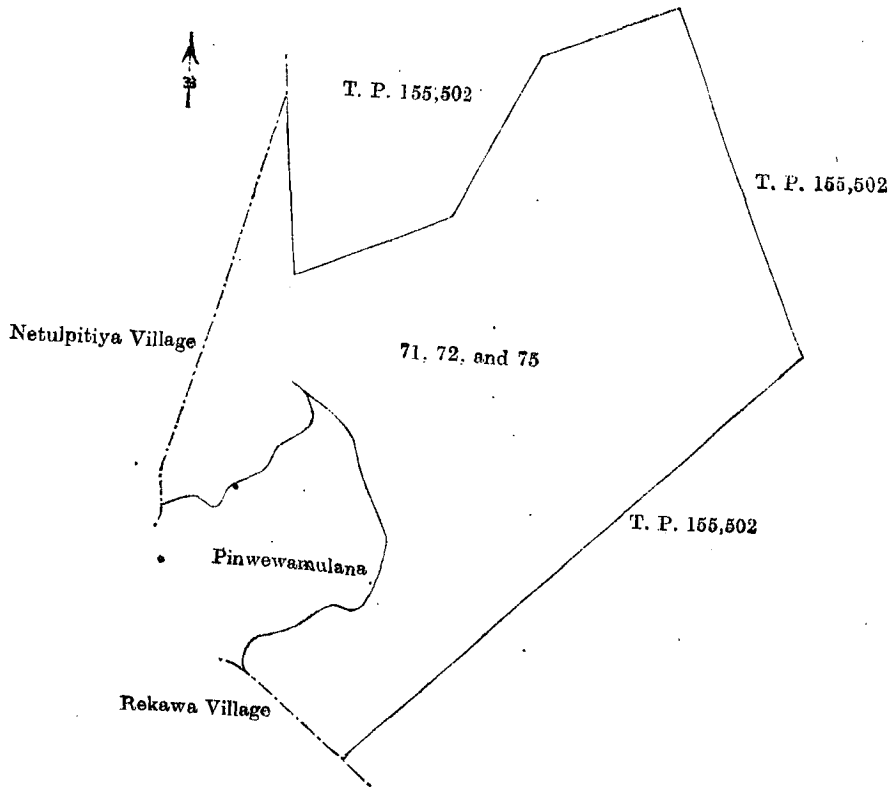 T. P. 155,502
T. P. 155,502
Netulpitiya Village
71, 72, and 75
T. P. 155,502
Pinwewamulana
Rekawa Village